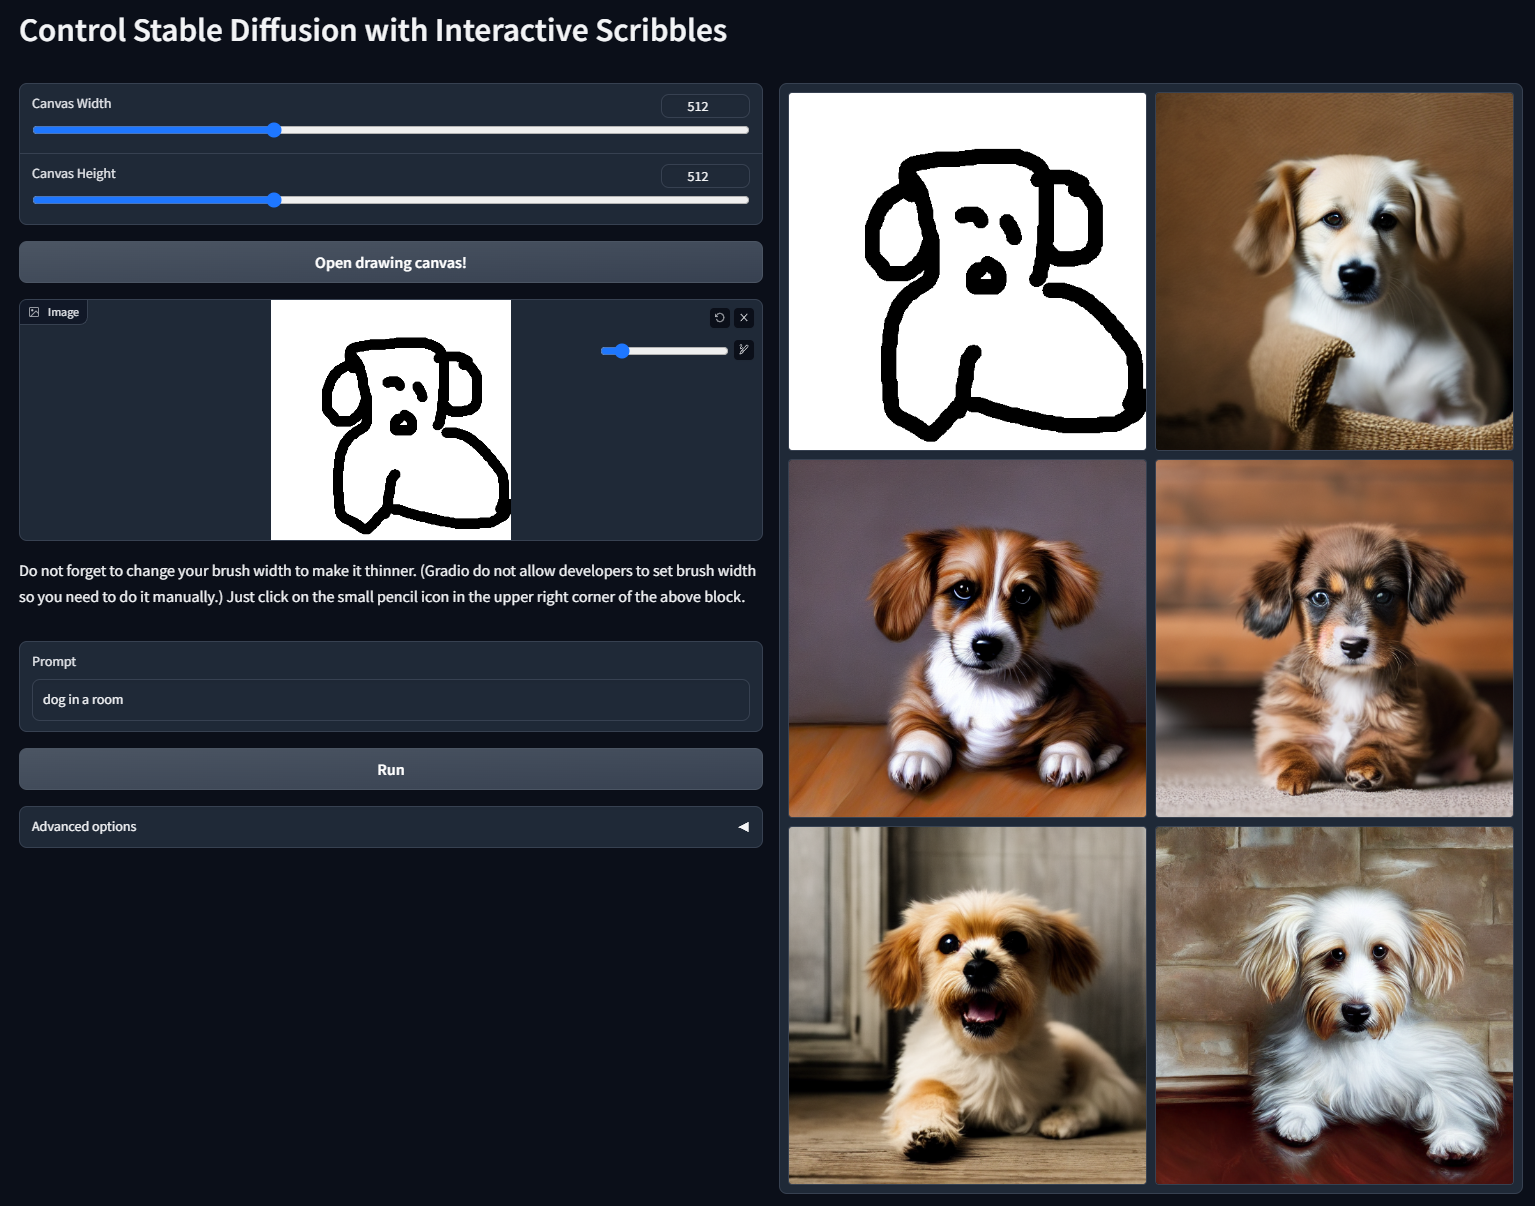 Control Stable Diffusion with Interactive Scribbles
Canvas Width
512
Canvas Height
512
Open drawing canvas!
Image
Do not forget to change your brush width to make it thinner. (Gradio do not allow developers to set brush width
so you need to do it manually.) Just click on the small pencil icon in the upper right corner of the above block.
Prompt
dog in a room
Run
Advanced options